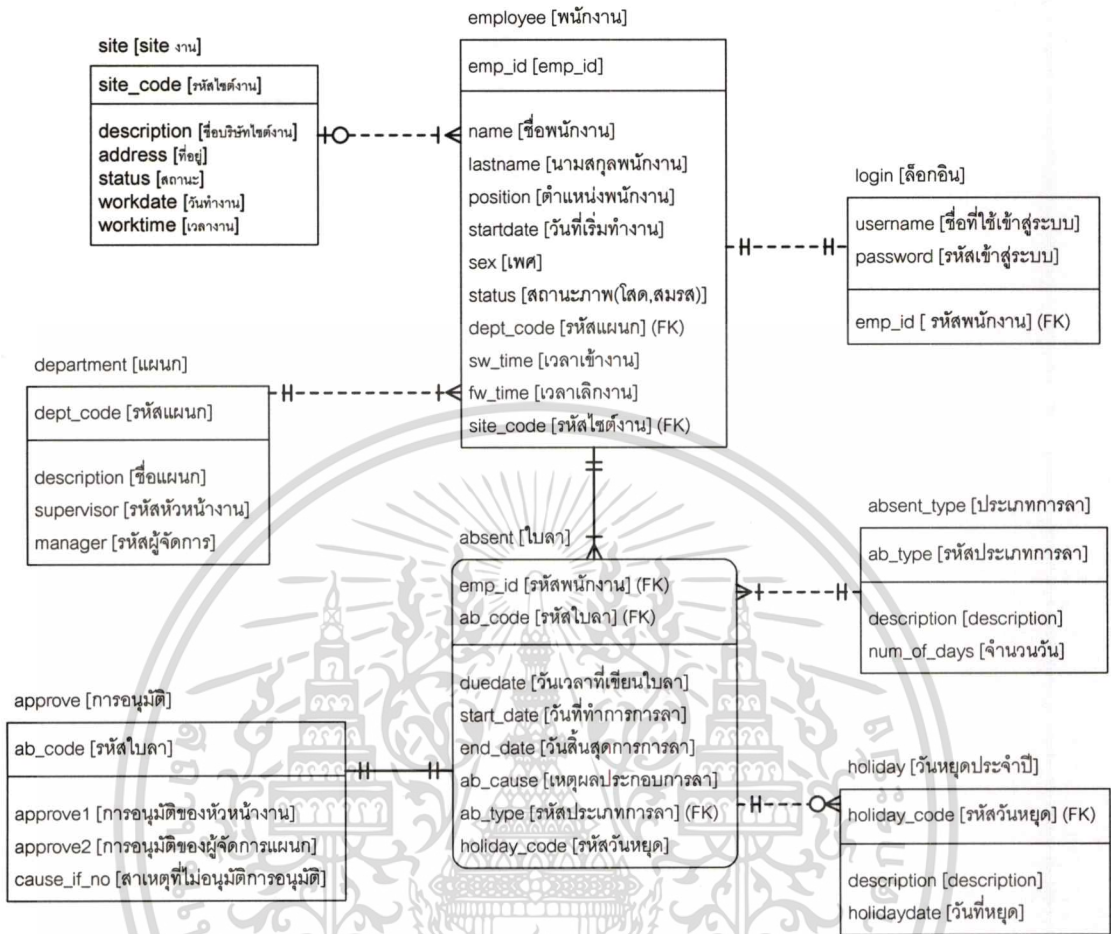 employee [พนักงาน]
emp_id [emp_id]
name [ชื่อพนักงาน]
lastname [นามสกุลพนักงาน]
position [ตำแหน่งพนักงาน]
startdate [วันที่เริ่มทำงาน]
sex [เพศ]
status [สถานะภาพ(โสด,สมรส)]
dept_code [รหัสแผนก] (FK)
sw_time [เวลาเข้างาน]
fw_time [เวลาเลิกงาน]
site_code [รหัสไซต์งาน] (FK)
site [site งาน]
site_code [รหัสไซต์งาน]
description [ชื่อบริษัทไซต์งาน]
address [ที่อยู่]
status [สถานะ]
workdate [วันทำงาน]
worktime [เวลางาน]
login [ล็อกอิน]
username [ชื่อที่ใช้เข้าสู่ระบบ]
password [รหัสเข้าสู่ระบบ]
emp_id [ รหัสพนักงาน] (FK)
department [แผนก]
dept_code [รหัสแผนก]
description [ชื่อแผนก]
supervisor [รหัสหัวหน้างาน]
manager [รหัสผู้จัดการ]
absent [ใบลา]
emp_id [รหัสพนักงาน] (FK)
ab_code [รหัสใบลา] (FK)
duedate [วันเวลาที่เขียนใบลา]
start_date [วันที่ทำการการลา]
end_date [วันสิ้นสุดการการลา]
ab_cause [เหตุผลประกอบการลา]
ab_type [รหัสประเภทการลา] (FK)
holiday_code [รหัสวันหยุด]
absent_type [ประเภทการลา]
ab_type [รหัสประเภทการลา]
description [description]
num_of_days [จำนวนวัน]
approve [การอนุมัติ]
ab_code [รหัสใบลา]
approve1 [การอนุมัติของหัวหน้างาน]
approve2 [การอนุมัติของผู้จัดการแผนก]
cause_if_no [สาเหตุที่ไม่อนุมัติการอนุมัติ]
holiday [วันหยุดประจำปี]
holiday_code [รหัสวันหยุด] (FK)
description [description]
holidaydate [วันที่หยุด]